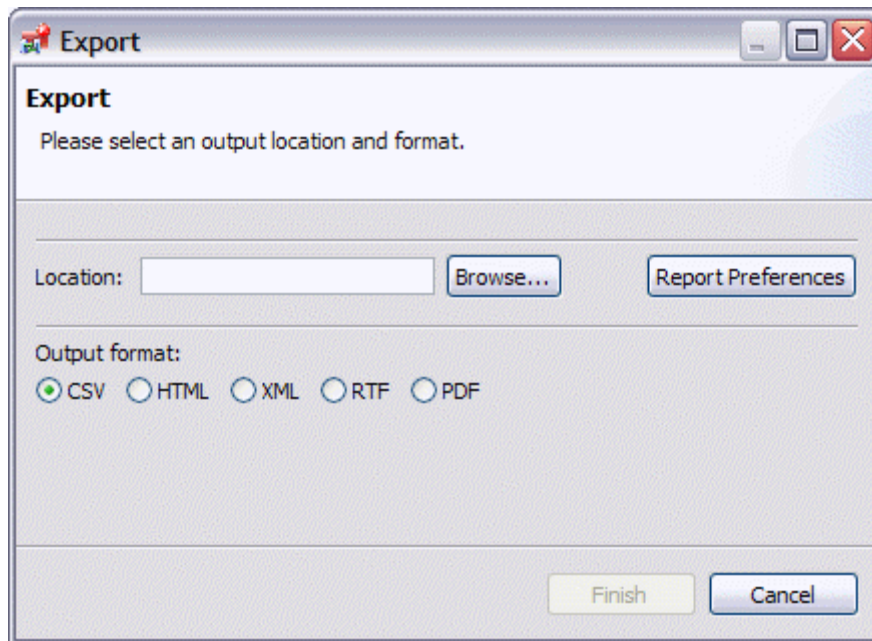 Export
Export
Please select an output location and format.
Location: Browse... Report Preferences
Output format:
CSV HTML XML RTF PDF
Finish Cancel